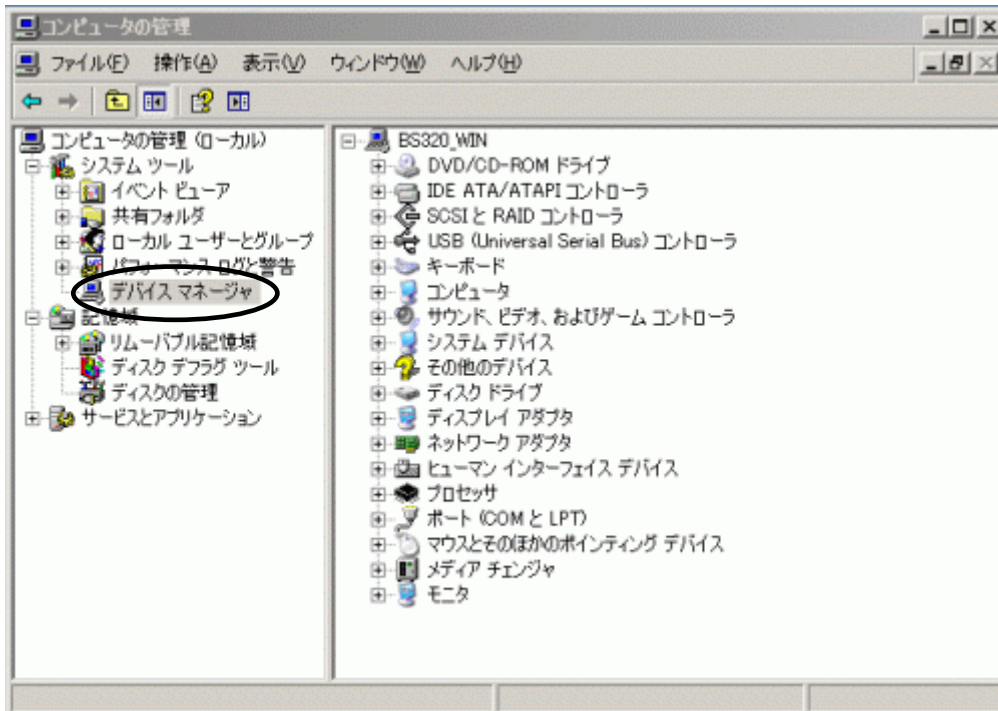 コンピュータの管理
ファイル(F) 操作(A) 表示(V) ウィンドウ(W) ヘルプ(H)
コンピュータの管理 (ローカル)
システム ツール
イベント ビューア
共有フォルダ
ローカル ユーザーとグループ
パフォーマンス ログと警告
デバイス マネージャ
記憶域
リムーバブル記憶域
ディスク デフラグ ツール
ディスクの管理
サービスとアプリケーション
BS320_WIN
DVD/CD-ROM ドライブ
IDE ATA/ATAPI コントローラ
SCSI と RAID コントローラ
USB (Universal Serial Bus) コントローラ
キーボード
コンピュータ
サウンド、ビデオ、およびゲーム コントローラ
システム デバイス
その他のデバイス
ディスク ドライブ
ディスプレイ アダプタ
ネットワーク アダプタ
ヒューマン インターフェイス デバイス
プロセッサ
ポート (COM と LPT)
マウスとそのほかのポインティング デバイス
メディア チェンジャ
モニタ